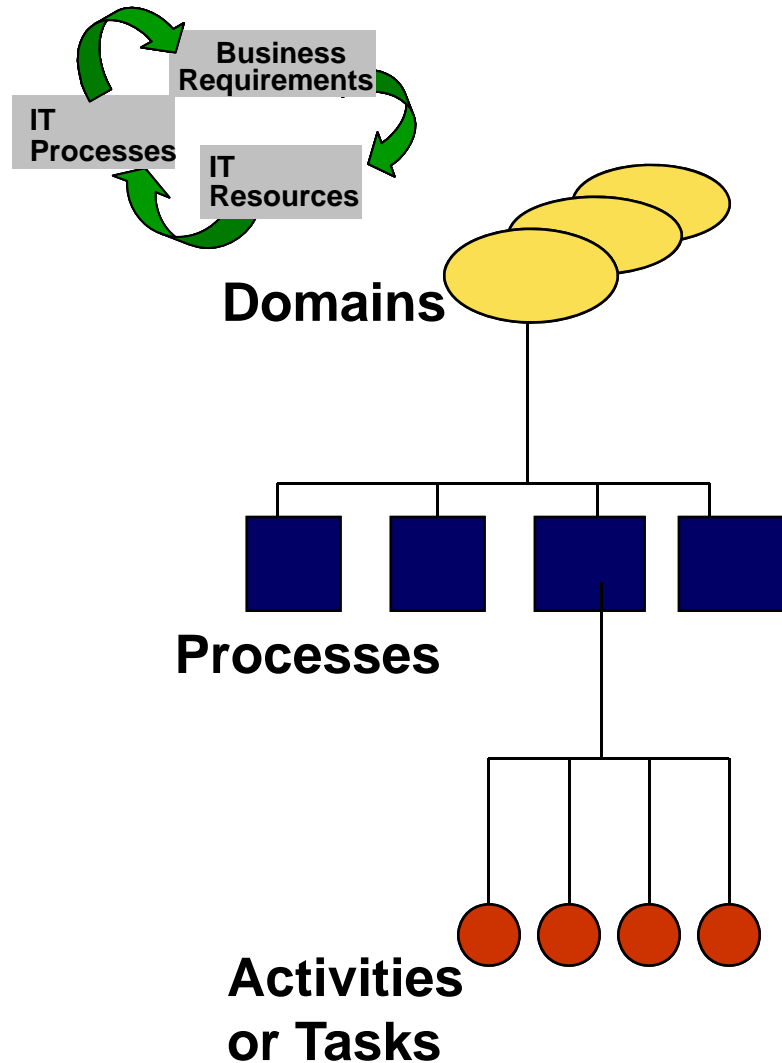 Business
Requirements
IT
Processes
IT
Resources
Domains
Processes
Activities
or Tasks